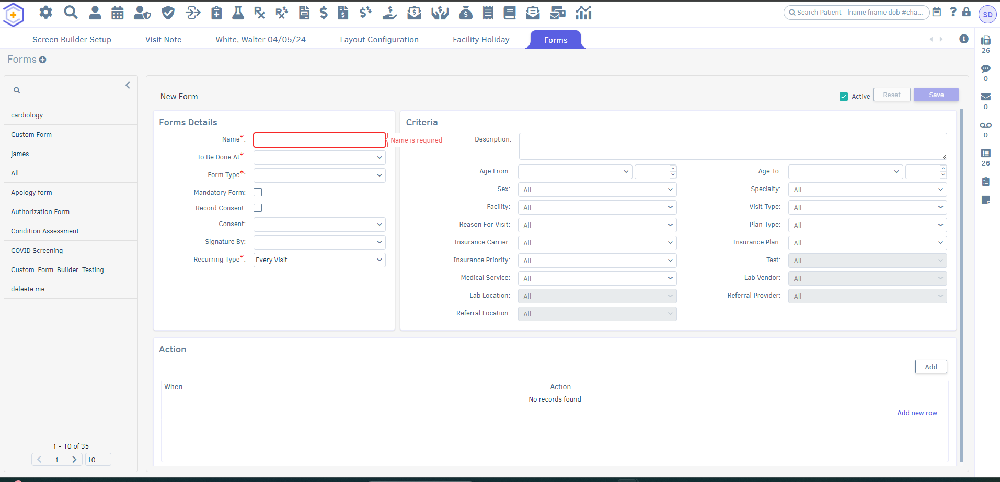 Search Patient - lname fname dob #cha...
SD
Screen Builder Setup
Visit Note
White, Walter 04/05/24
Layout Configuration
Facility Holiday
Forms
26
0
0
0
26
Forms
cardiology
Custom Form
james
All
Apology form
Authorization Form
Condition Assessment
COVID Screening
Custom_Form_Builder_Testing
deleete me
1 - 10 of 35
1
10
New Form
Active
Reset
Save
Forms Details
Name*:
Name is required
To Be Done At*:
Form Type*:
Mandatory Form:
Record Consent:
Consent:
Signature By:
Recurring Type*: Every Visit
Criteria
Description:
Age From:
Age To:
Sex: All
Specialty: All
Facility: All
Visit Type: All
Reason For Visit: All
Plan Type: All
Insurance Carrier: All
Insurance Plan: All
Insurance Priority: All
Test: All
Medical Service: All
Lab Vendor: All
Lab Location: All
Referral Provider: All
Referral Location: All
Action
Add
When
Action
No records found
Add new row